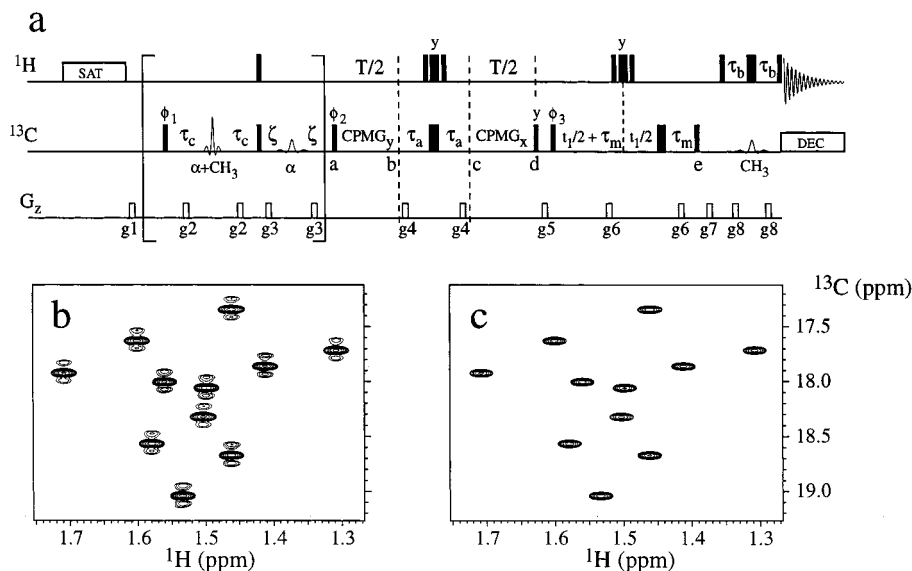 a
¹H SAT T/2 y T/2 y τb τb
¹³C ϕ1 τc τc ζ ζ ϕ2 CPMGy τa τa CPMGx y ϕ3 ι1/2 + τm ι1/2 τm DEC
α+CH3 α a b c d e CH3
Gz
g1 g2 g2 g3 g3 g4 g4 g5 g6 g6 g7 g8 g8
b
1.7 1.6 1.5 1.4 1.3
¹H (ppm)
c
¹³C (ppm)
17.5
18.0
18.5
19.0
1.7 1.6 1.5 1.4 1.3
¹H (ppm)